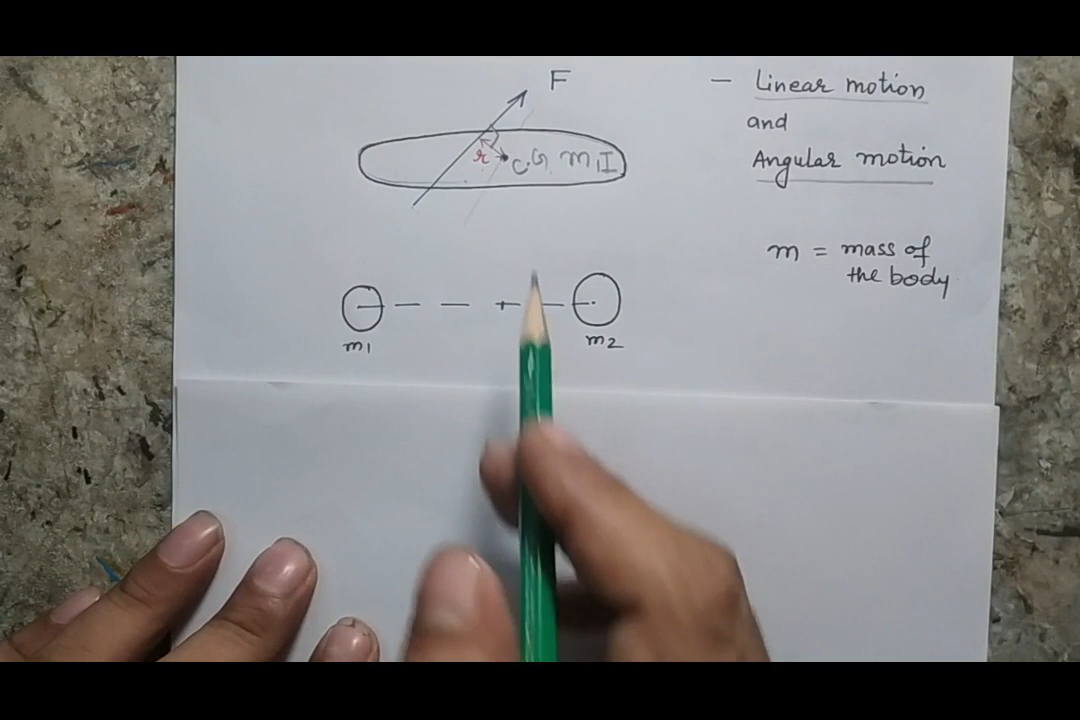 F
r C.G m, I
m1 m2
- Linear motion
and
Angular motion
m = mass of
the body